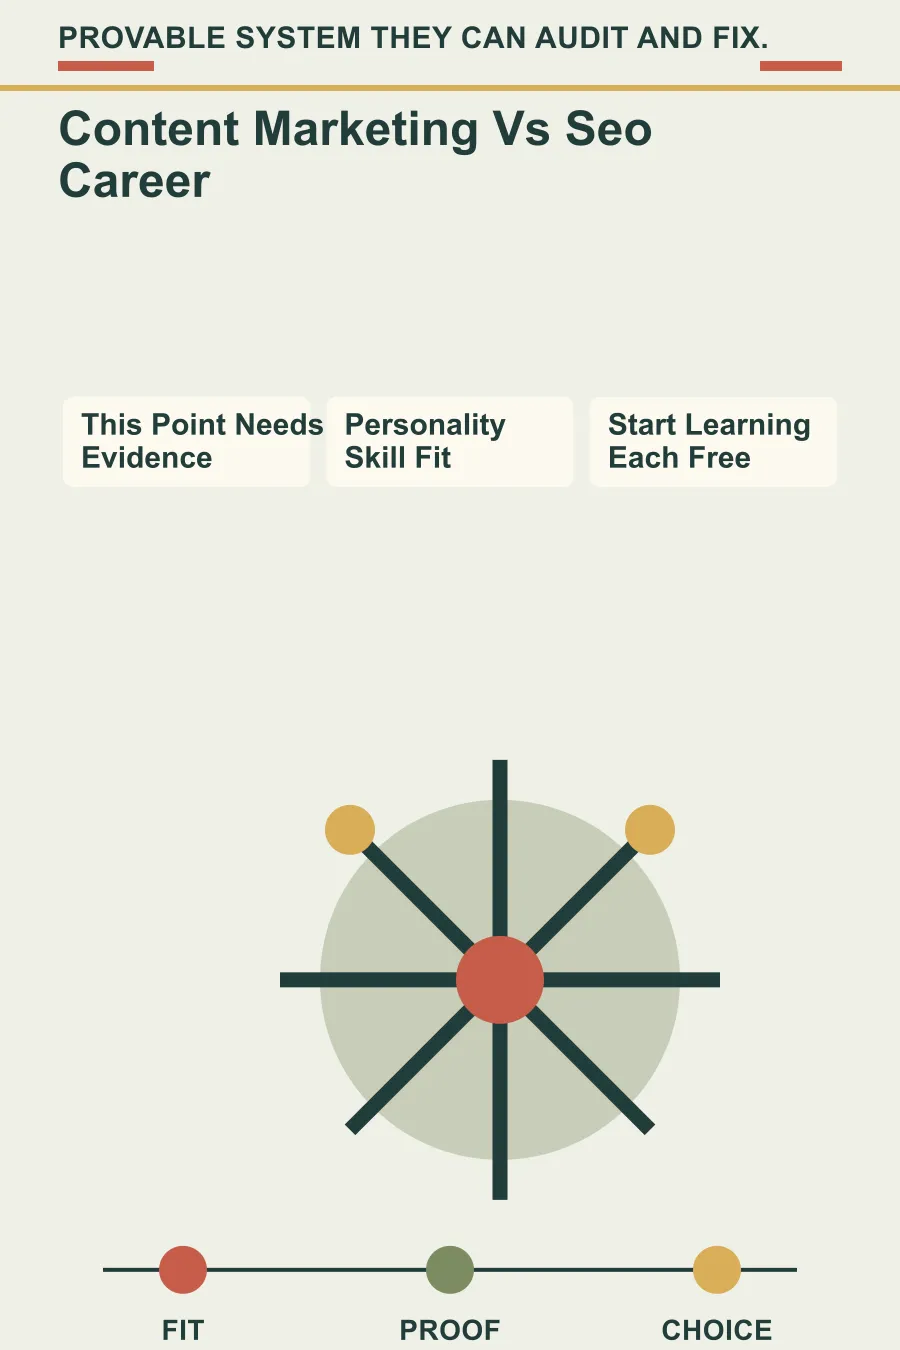 PROVABLE SYSTEM THEY CAN AUDIT AND FIX.
Content Marketing Vs Seo
Career
This Point Needs
Evidence
Personality
Skill Fit
Start Learning
Each Free
FIT
PROOF
CHOICE